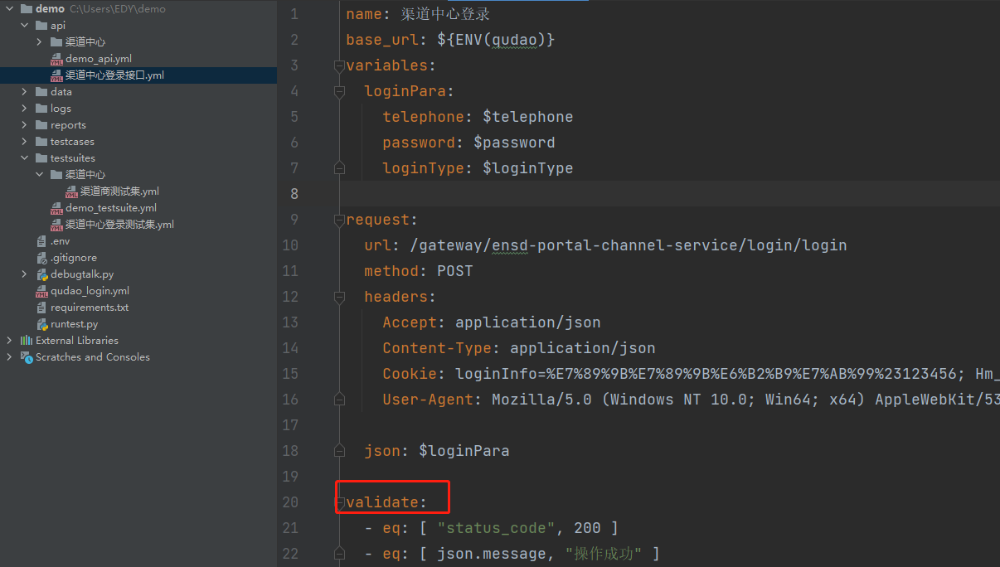 demo C:\Users\EDY\demo
api
渠道中心
demo_api.yml
渠道中心登录接口.yml
data
logs
reports
testcases
testsuites
渠道中心
渠道商测试集.yml
demo_testsuite.yml
渠道中心登录测试集.yml
.env
.gitignore
debugtalk.py
qudao_login.yml
requirements.txt
runtest.py
External Libraries
Scratches and Consoles
1 name: 渠道中心登录
2 base_url: ${ENV(qudao)}
3 variables:
4 loginPara:
5 telephone: $telephone
6 password: $password
7 loginType: $loginType
8
9 request:
10 url: /gateway/ensd-portal-channel-service/login/login
11 method: POST
12 headers:
13 Accept: application/json
14 Content-Type: application/json
15 Cookie: loginInfo=%E7%89%9B%E7%89%9B%E6%B2%B9%E7%AB%99%23123456; Hm_
16 User-Agent: Mozilla/5.0 (Windows NT 10.0; Win64; x64) AppleWebKit/53
17
18 json: $loginPara
19
20 validate:
21 - eq: [ "status_code", 200 ]
22 - eq: [ json.message, "操作成功" ]